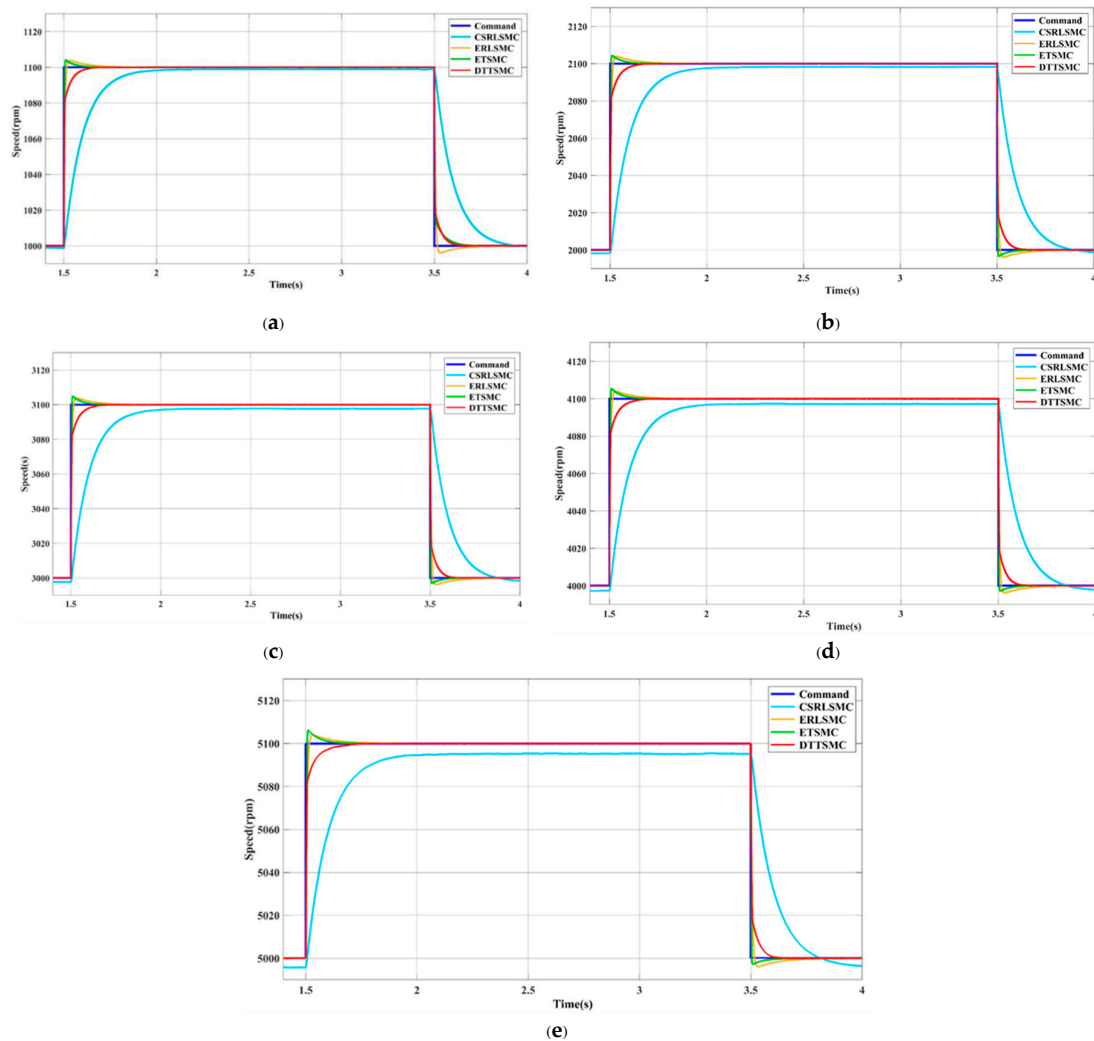 1120
1100
1080
1060
1040
1020
1000
Speed(rpm)
1.5
2
2.5
3
3.5
4
Time(s)
Command
CSRLSMC
ERLSMC
ETSMC
DTTSMC
(a)
2120
2100
2080
2060
2040
2020
2000
Speed(rpm)
1.5
2
2.5
3
3.5
4
Time(s)
Command
CSRLSMC
ERLSMC
ETSMC
DTTSMC
(b)
3120
3100
3080
3060
3040
3020
3000
Speed(s)
1.5
2
2.5
3
3.5
4
Time(s)
Command
CSRLSMC
ERLSMC
ETSMC
DTTSMC
(c)
4120
4100
4080
4060
4040
4020
4000
Spead(rpm)
1.5
2
2.5
3
3.5
4
Time(s)
Command
CSRLSMC
ERLSMC
ETSMC
DTTSMC
(d)
5120
5100
5080
5060
5040
5020
5000
Speed(rpm)
1.5
2
2.5
3
3.5
4
Time(s)
Command
CSRLSMC
ERLSMC
ETSMC
DTTSMC
(e)